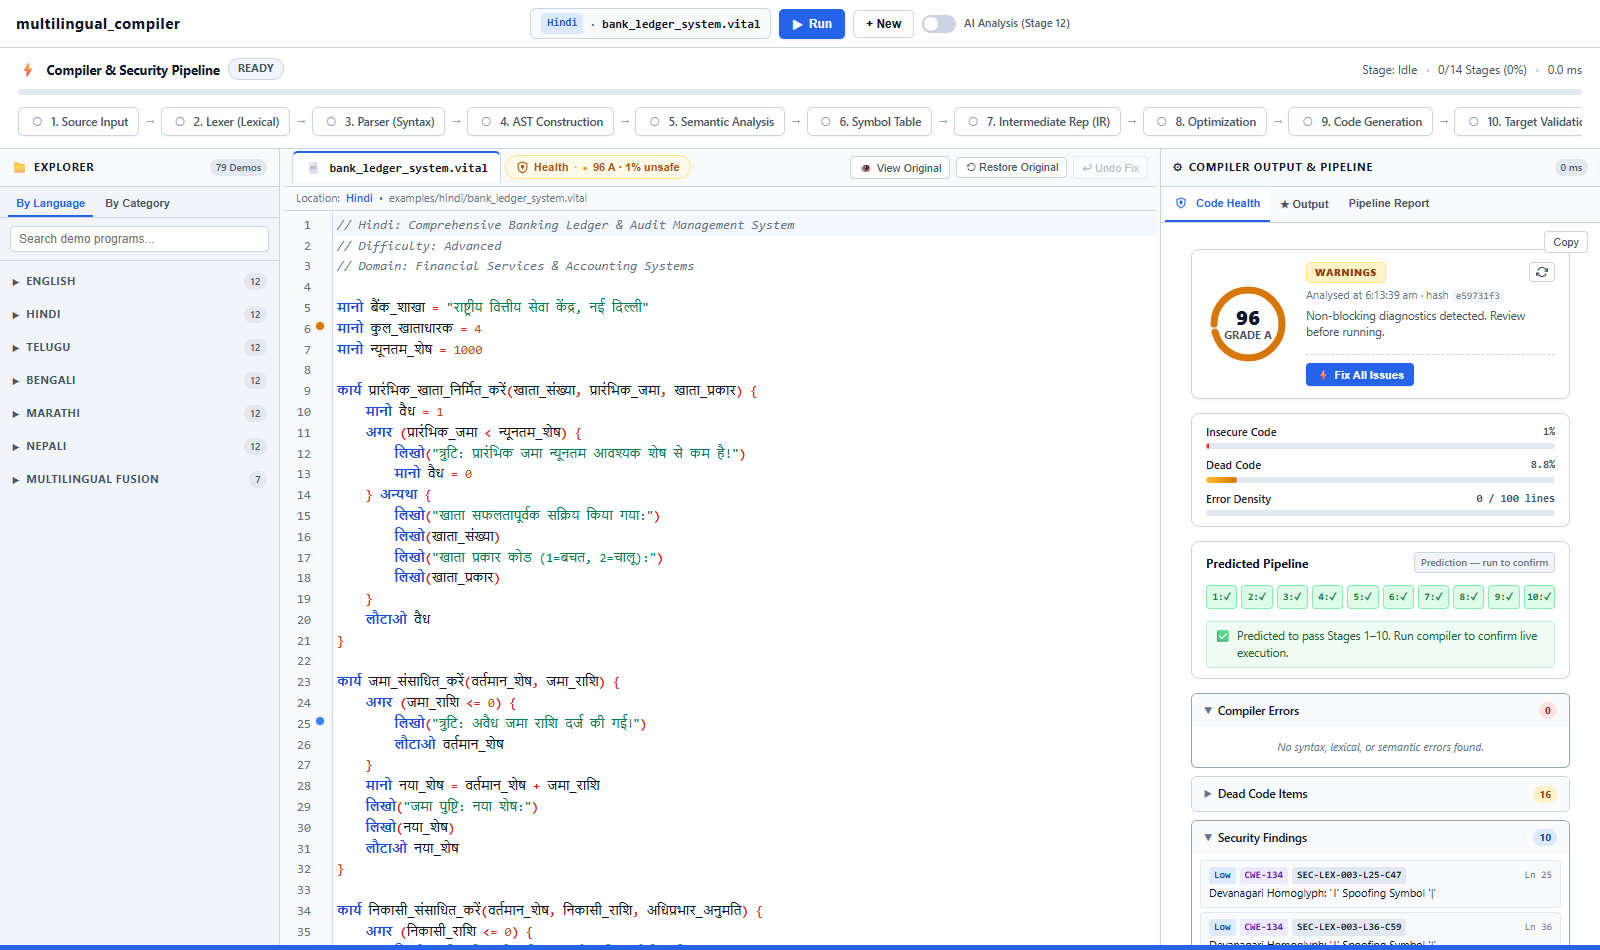 multilingual_compiler
Hindi · bank_ledger_system.vital
▶ Run
+ New
AI Analysis (Stage 12)
Compiler & Security Pipeline READY
Stage: Idle • 0/14 Stages (0%) • 0.0 ms
1. Source Input → 2. Lexer (Lexical) → 3. Parser (Syntax) → 4. AST Construction → 5. Semantic Analysis → 6. Symbol Table → 7. Intermediate Rep (IR) → 8. Optimization → 9. Code Generation → 10. Target Validatic
EXPLORER 79 Demos
By Language By Category
Search demo programs...
▶ ENGLISH 12
▶ HINDI 12
▶ TELUGU 12
▶ BENGALI 12
▶ MARATHI 12
▶ NEPALI 12
▶ MULTILINGUAL FUSION 7
bank_ledger_system.vital
Health · 96 A · 1% unsafe
View Original
Restore Original
Undo Fix
Location: Hindi • examples/hindi/bank_ledger_system.vital
1 // Hindi: Comprehensive Banking Ledger & Audit Management System
2 // Difficulty: Advanced
3 // Domain: Financial Services & Accounting Systems
4
5 मानो बैंक_शाखा = "राष्ट्रीय वित्तीय सेवा केंद्र, नई दिल्ली"
6 मानो कुल_खाताधारक = 4
7 मानो न्यूनतम_शेष = 1000
8
9 कार्य प्रारंभिक_खाता_निर्मित_करें(खाता_संख्या, प्रारंभिक_जमा, खाता_प्रकार) {
10 मानो वैध = 1
11 अगर (प्रारंभिक_जमा < न्यूनतम_शेष) {
12 लिखो("त्रुटि: प्रारंभिक जमा न्यूनतम आवश्यक शेष से कम है!")
13 मानो वैध = 0
14 } अन्यथा {
15 लिखो("खाता सफलतापूर्वक सक्रिय किया गया:")
16 लिखो(खाता_संख्या)
17 लिखो("खाता प्रकार कोड (1=बचत, 2=चालू):")
18 लिखो(खाता_प्रकार)
19 }
20 लौटाओ वैध
21 }
22
23 कार्य जमा_संसाधित_करें(वर्तमान_शेष, जमा_राशि) {
24 अगर (जमा_राशि <= 0) {
25 लिखो("त्रुटि: अवैध जमा राशि दर्ज की गई।")
26 लौटाओ वर्तमान_शेष
27 }
28 मानो नया_शेष = वर्तमान_शेष + जमा_राशि
29 लिखो("जमा पुष्टि: नया शेष:")
30 लिखो(नया_शेष)
31 लौटाओ नया_शेष
32 }
33
34 कार्य निकासी_संसाधित_करें(वर्तमान_शेष, निकासी_राशि, अधिप्रभार_अनुमति) {
35 अगर (निकासी_राशि <= 0) {
COMPILER OUTPUT & PIPELINE 0 ms
Code Health ★ Output Pipeline Report
Copy
96
GRADE A
WARNINGS
Analysed at 6:13:39 am · hash e59731f3
Non-blocking diagnostics detected. Review
before running.
Fix All Issues
Insecure Code 1%
Dead Code 8.8%
Error Density 0 / 100 lines
Predicted Pipeline Prediction — run to confirm
1:✓ 2:✓ 3:✓ 4:✓ 5:✓ 6:✓ 7:✓ 8:✓ 9:✓ 10:✓
Predicted to pass Stages 1–10. Run compiler to confirm live
execution.
▼ Compiler Errors 0
No syntax, lexical, or semantic errors found.
▶ Dead Code Items 16
▼ Security Findings 10
Low CWE-134 SEC-LEX-003-L25-C47 Ln 25
Devanagari Homoglyph: '।' Spoofing Symbol '|'
Low CWE-134 SEC-LEX-003-L36-C59 Ln 36
Devanagari Homoglyph: '।' Spoofing Symbol '|'